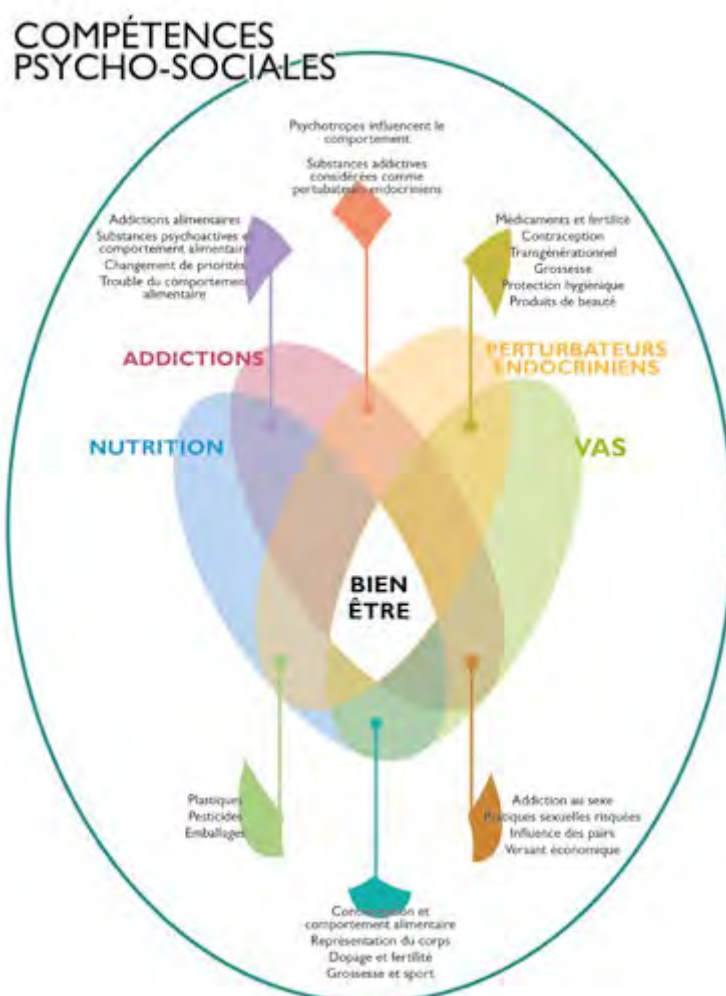 COMPÉTENCES
PSYCHO-SOCIALES
Psychotropes influencent le
comportement
Substances addictives
considérées comme
pertubateurs endocriniens
Addictions alimentaires
Substances psychoactives e
comportement alimentaire
Changement de priorités
Trouble du comportement
alimentaire
Médicaments et fertilité
Contraception
Transgénérationnel
Grossesse
Protection hygiénique
Produits de beauté
ADDICTIONS
PERTURBATEURS
ENDOCRINIENS
NUTRITION
VAS
BIEN
ÊTRE
Plastiques
Pesticides
Emballages
Addiction au sexe
Pratiques sexuelles risquées
Influence des pairs
Versant économique
et
comportement alimentaire
Représentation du corps
Dopage et fertilité
Grossesse et sport